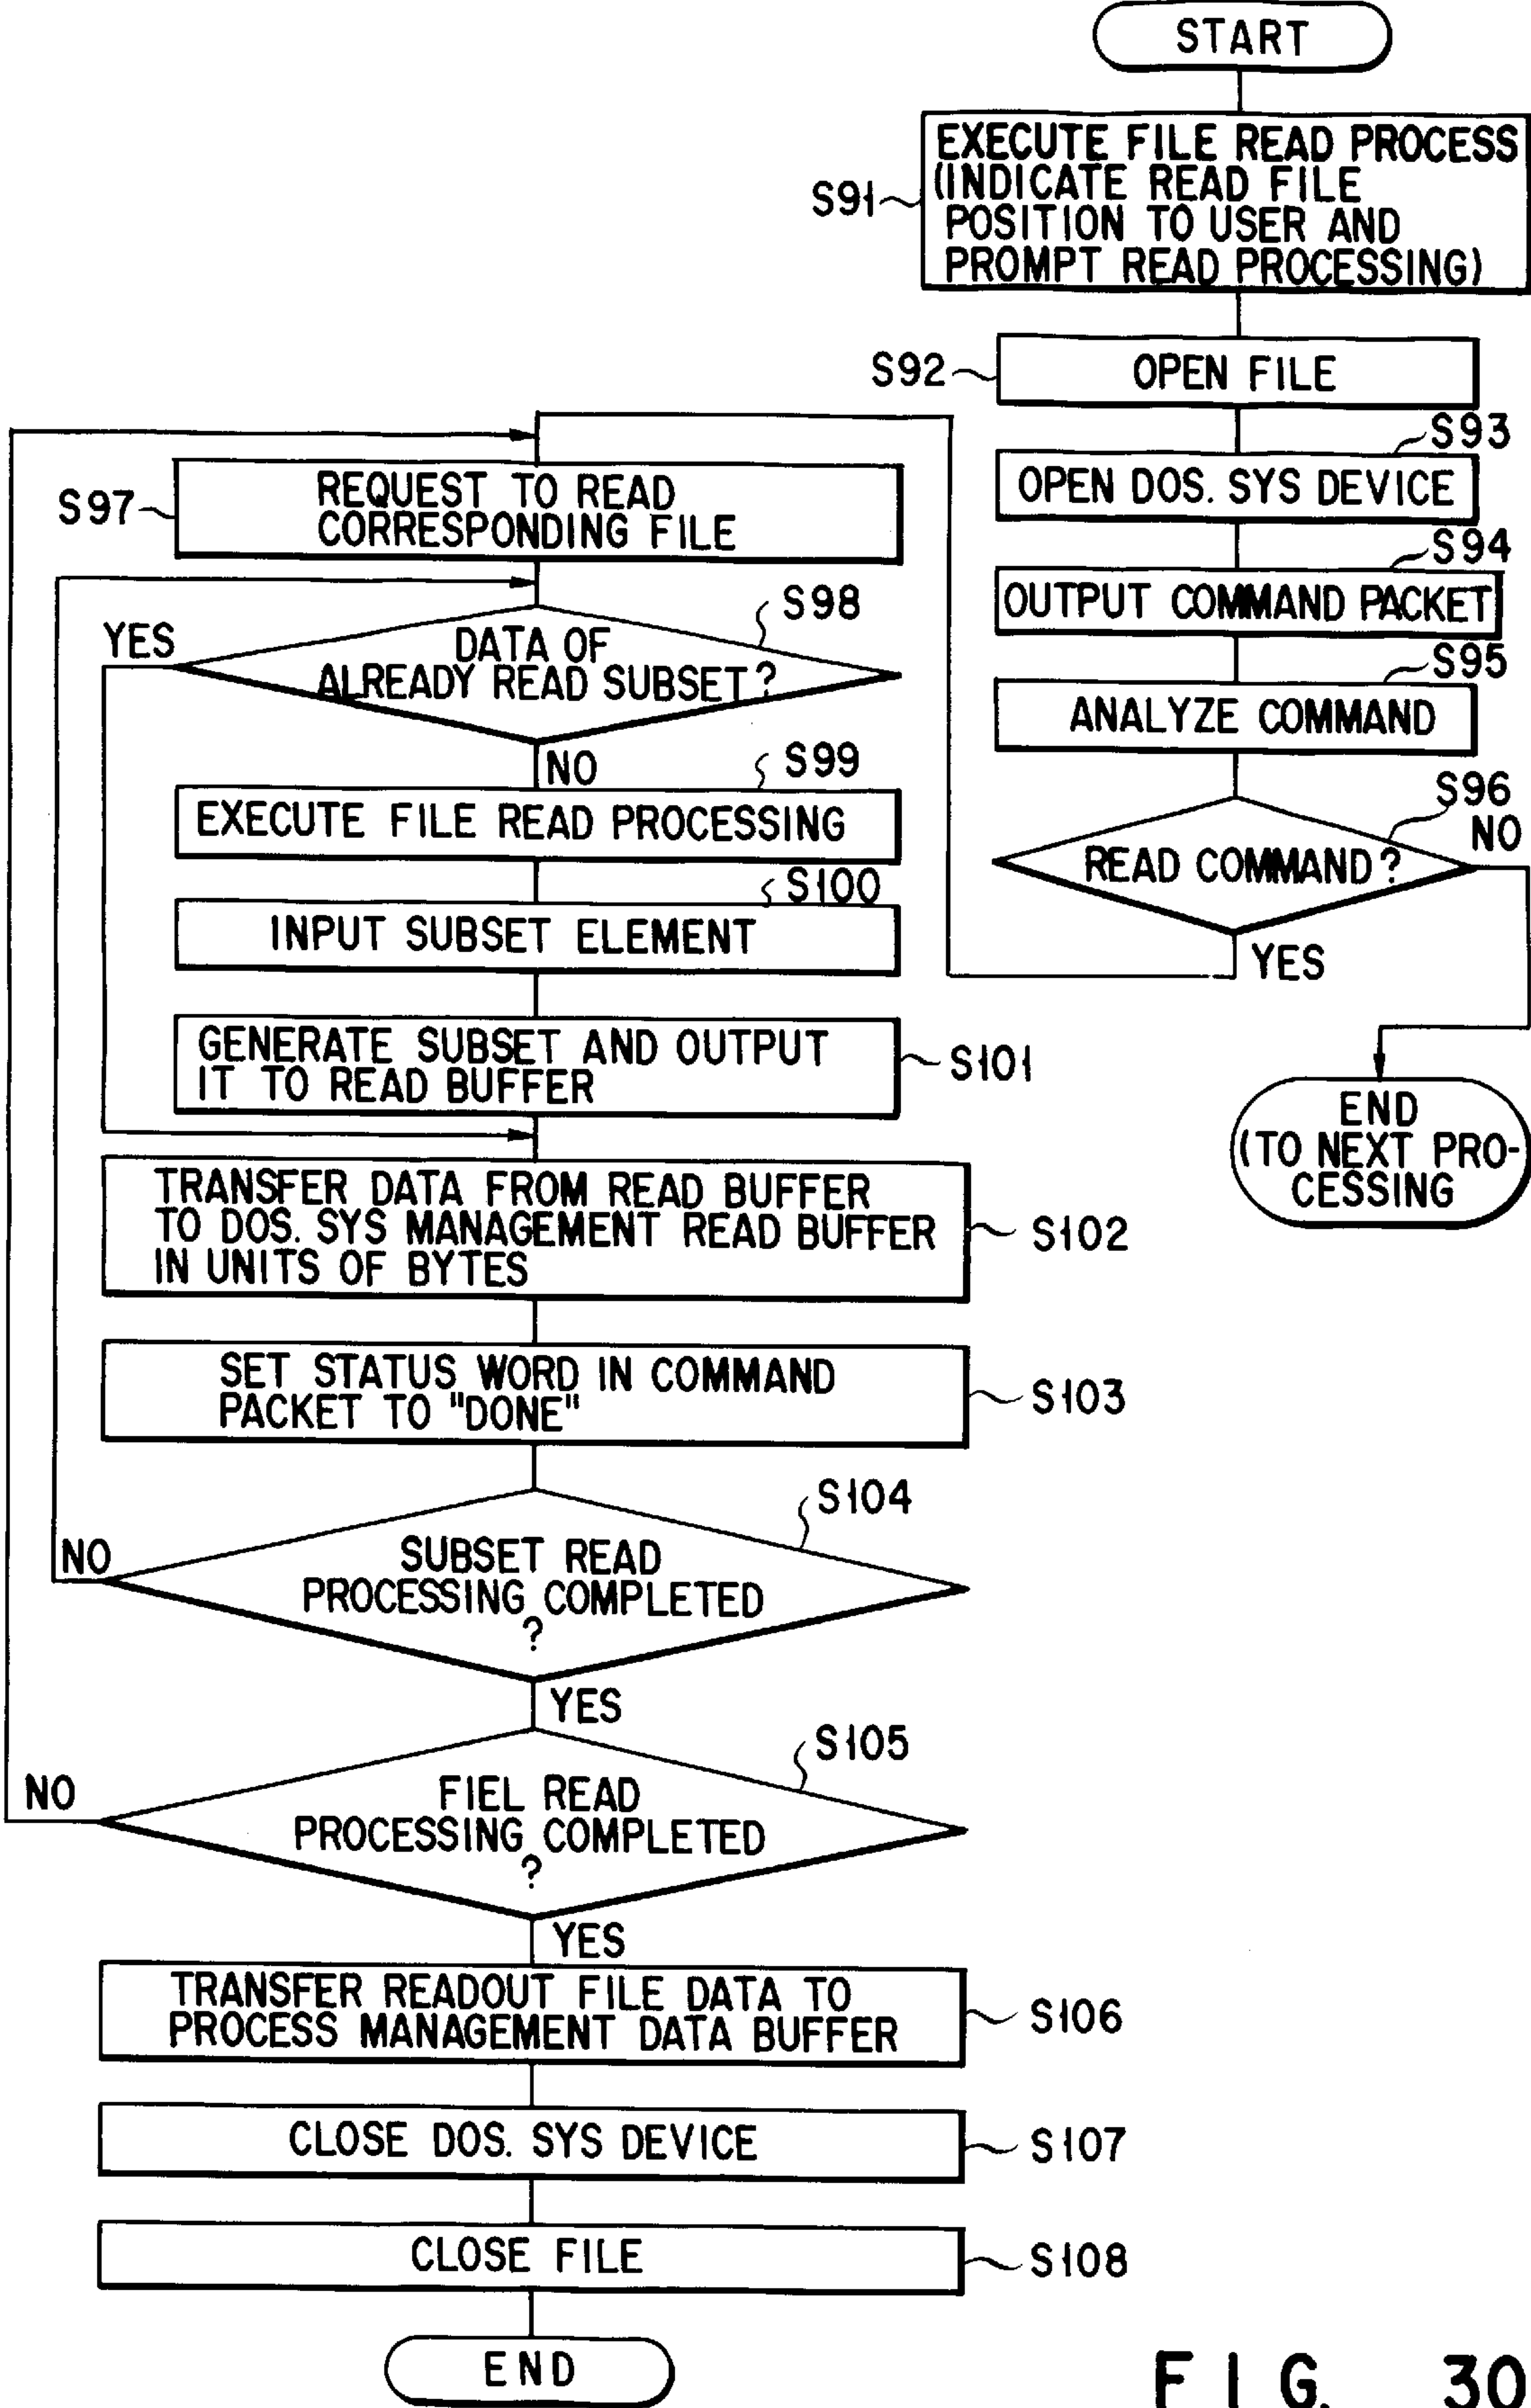 START
EXECUTE FILE READ PROCESS
(INDICATE READ FILE
POSITION TO USER AND
PROMPT READ PROCESSING)
S91
OPEN FILE
S92
OPEN DOS. SYS DEVICE
S93
OUTPUT COMMAND PACKET
S94
ANALYZE COMMAND
S95
READ COMMAND?
S96
NO
YES
END
(TO NEXT PRO-
CESSING
REQUEST TO READ
CORRESPONDING FILE
S97
DATA OF
ALREADY READ SUBSET?
S98
YES
NO
EXECUTE FILE READ PROCESSING
S99
INPUT SUBSET ELEMENT
S100
GENERATE SUBSET AND OUTPUT
IT TO READ BUFFER
S101
TRANSFER DATA FROM READ BUFFER
TO DOS. SYS MANAGEMENT READ BUFFER
IN UNITS OF BYTES
S102
SET STATUS WORD IN COMMAND
PACKET TO "DONE"
S103
SUBSET READ
PROCESSING COMPLETED
?
S104
NO
YES
FIEL READ
PROCESSING COMPLETED
?
S105
NO
YES
TRANSFER READOUT FILE DATA TO
PROCESS MANAGEMENT DATA BUFFER
S106
CLOSE DOS. SYS DEVICE
S107
CLOSE FILE
S108
END
FIG. 30